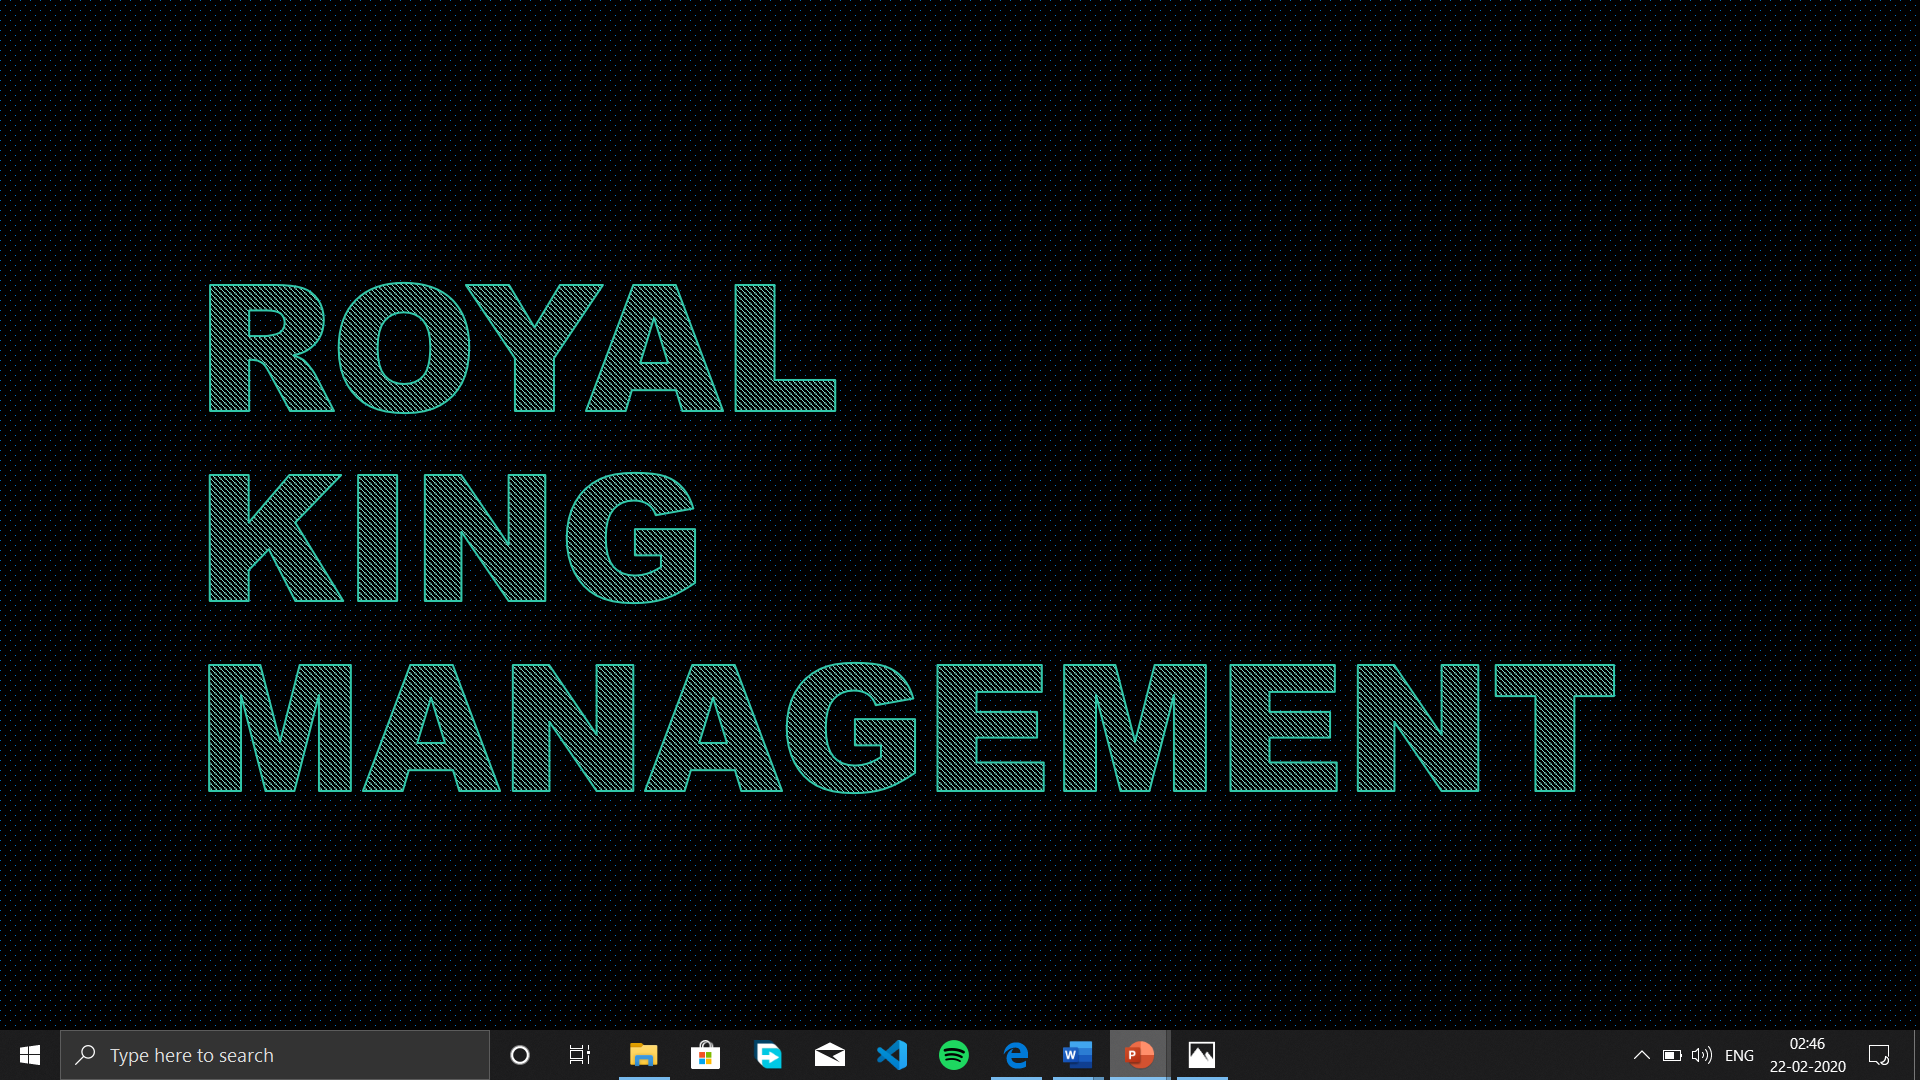 ROYAL
KING
MANAGEMENT
Type here to search
W
P
ENG
02:46
22-02-2020